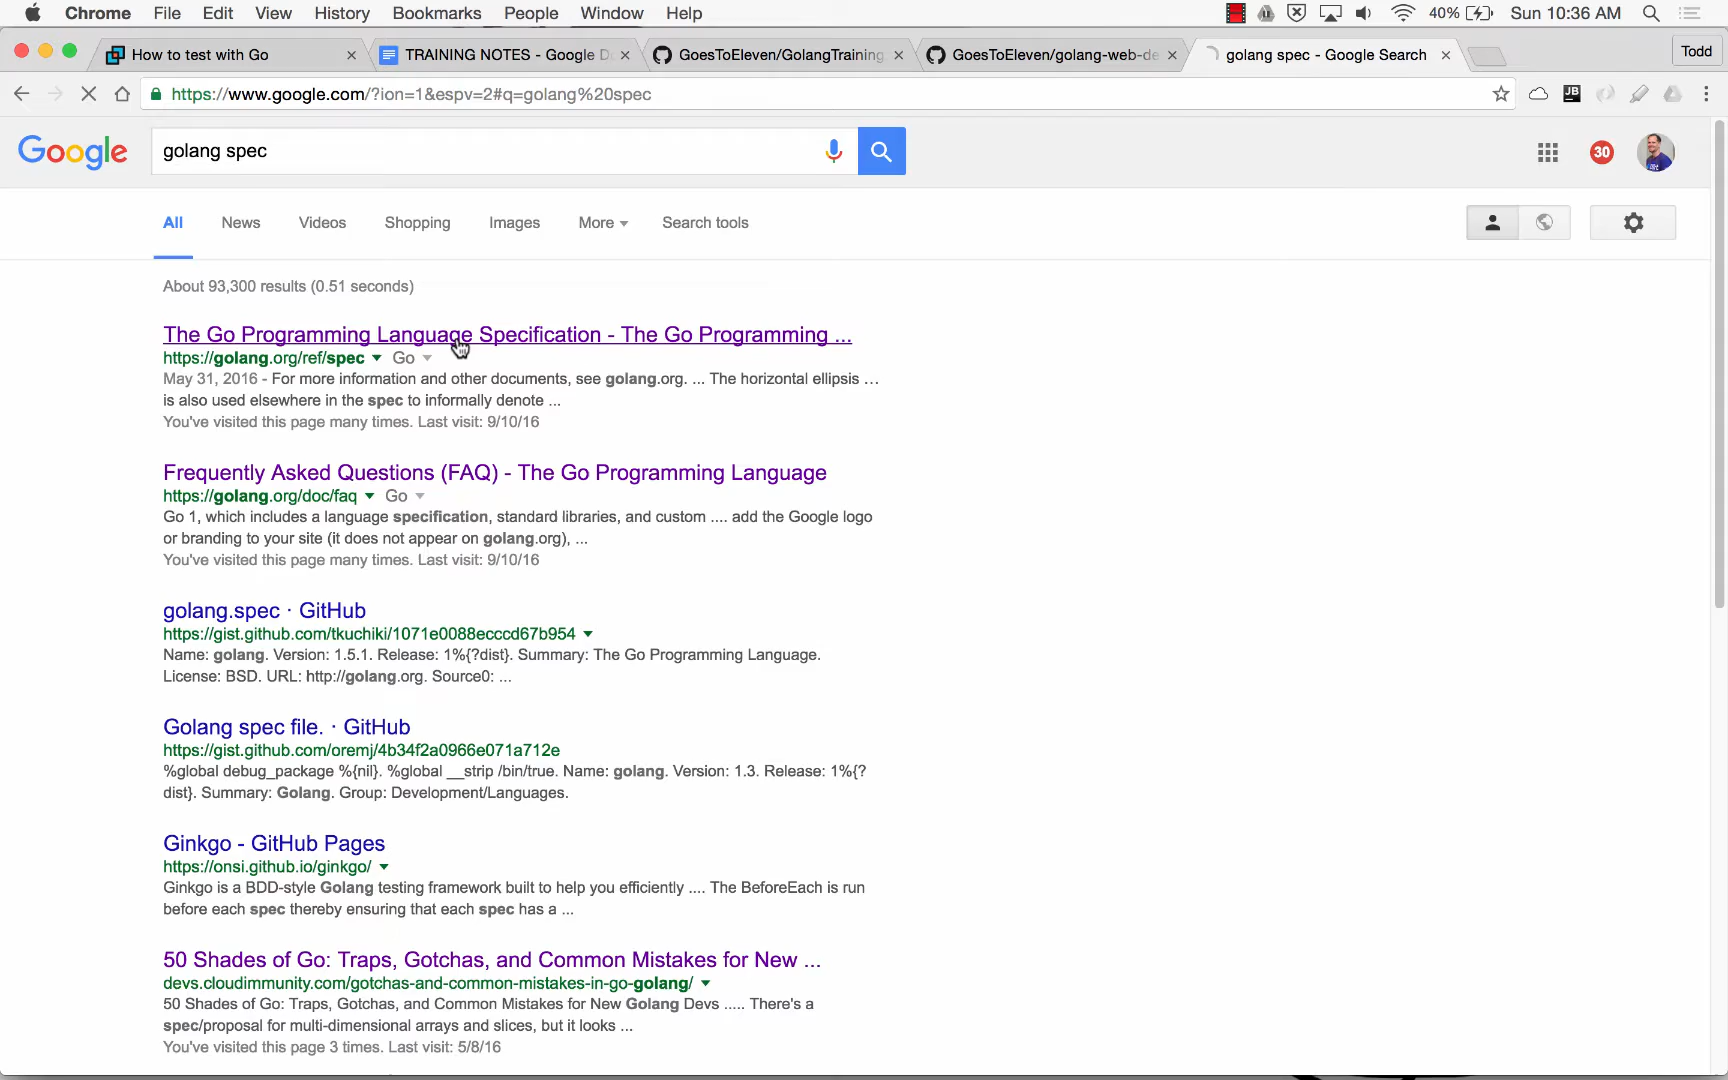 Chrome File Edit View History Bookmarks People Window Help 40% Sun 10:36 AM
How to test with Go TRAINING NOTES - Google D GoesToEleven/GolangTraining GoesToEleven/golang-web-de golang spec - Google Search Todd
https://www.google.com/?ion=1&espv=2#q=golang%20spec JB
Google golang spec 30
All News Videos Shopping Images More Search tools
About 93,300 results (0.51 seconds)
The Go Programming Language Specification - The Go Programming ...
https://golang.org/ref/spec Go
May 31, 2016 - For more information and other documents, see golang.org. ... The horizontal ellipsis …
is also used elsewhere in the spec to informally denote ...
You've visited this page many times. Last visit: 9/10/16
Frequently Asked Questions (FAQ) - The Go Programming Language
https://golang.org/doc/faq Go
Go 1, which includes a language specification, standard libraries, and custom .... add the Google logo
or branding to your site (it does not appear on golang.org), ...
You've visited this page many times. Last visit: 9/10/16
golang.spec · GitHub
https://gist.github.com/tkuchiki/1071e0088ecccd67b954
Name: golang. Version: 1.5.1. Release: 1%{?dist}. Summary: The Go Programming Language.
License: BSD. URL: http://golang.org. Source0: ...
Golang spec file. · GitHub
https://gist.github.com/oremj/4b34f2a0966e071a712e
%global debug_package %{nil}. %global __strip /bin/true. Name: golang. Version: 1.3. Release: 1%{?
dist}. Summary: Golang. Group: Development/Languages.
Ginkgo - GitHub Pages
https://onsi.github.io/ginkgo/
Ginkgo is a BDD-style Golang testing framework built to help you efficiently .... The BeforeEach is run
before each spec thereby ensuring that each spec has a ...
50 Shades of Go: Traps, Gotchas, and Common Mistakes for New ...
devs.cloudimmunity.com/gotchas-and-common-mistakes-in-go-golang/
50 Shades of Go: Traps, Gotchas, and Common Mistakes for New Golang Devs ..... There's a
spec/proposal for multi-dimensional arrays and slices, but it looks ...
You've visited this page 3 times. Last visit: 5/8/16